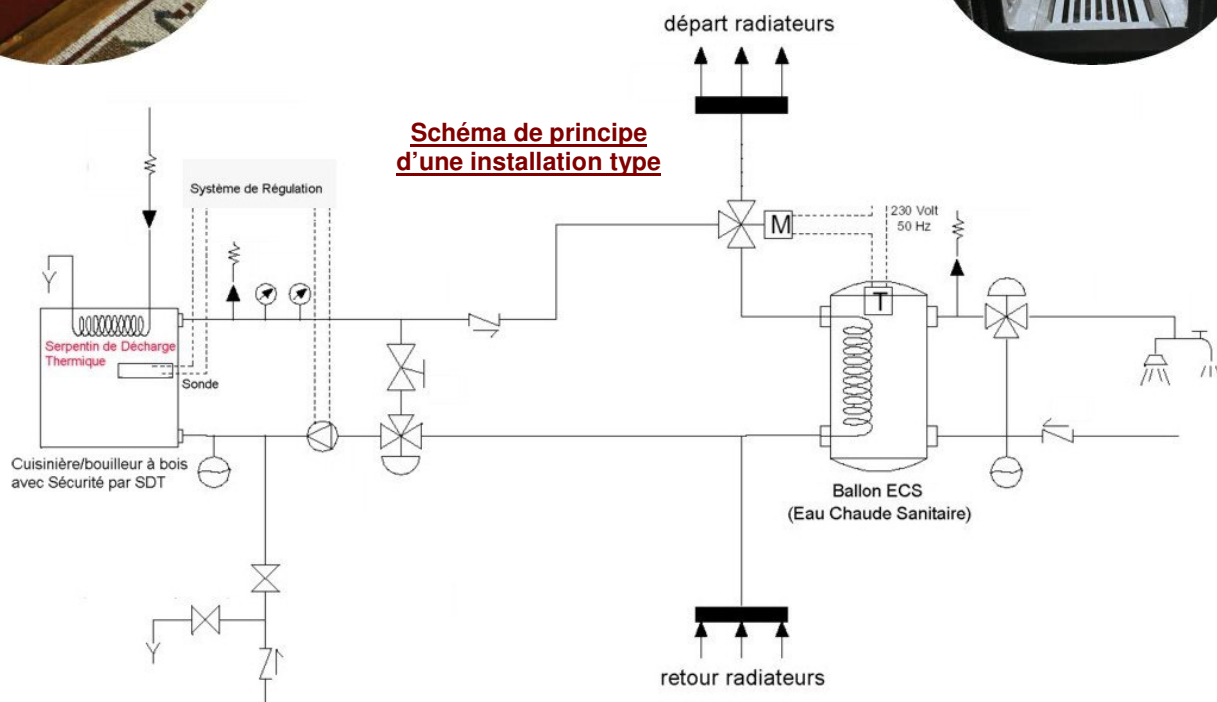 départ radiateurs
Schéma de principe
d'une installation type
Système de Régulation
230 Volt
50 Hz
M
T
Serpentin de Décharge
Thermique
Sonde
Cuisinière/bouilleur à bois
avec Sécurité par SDT
Ballon ECS
(Eau Chaude Sanitaire)
retour radiateurs